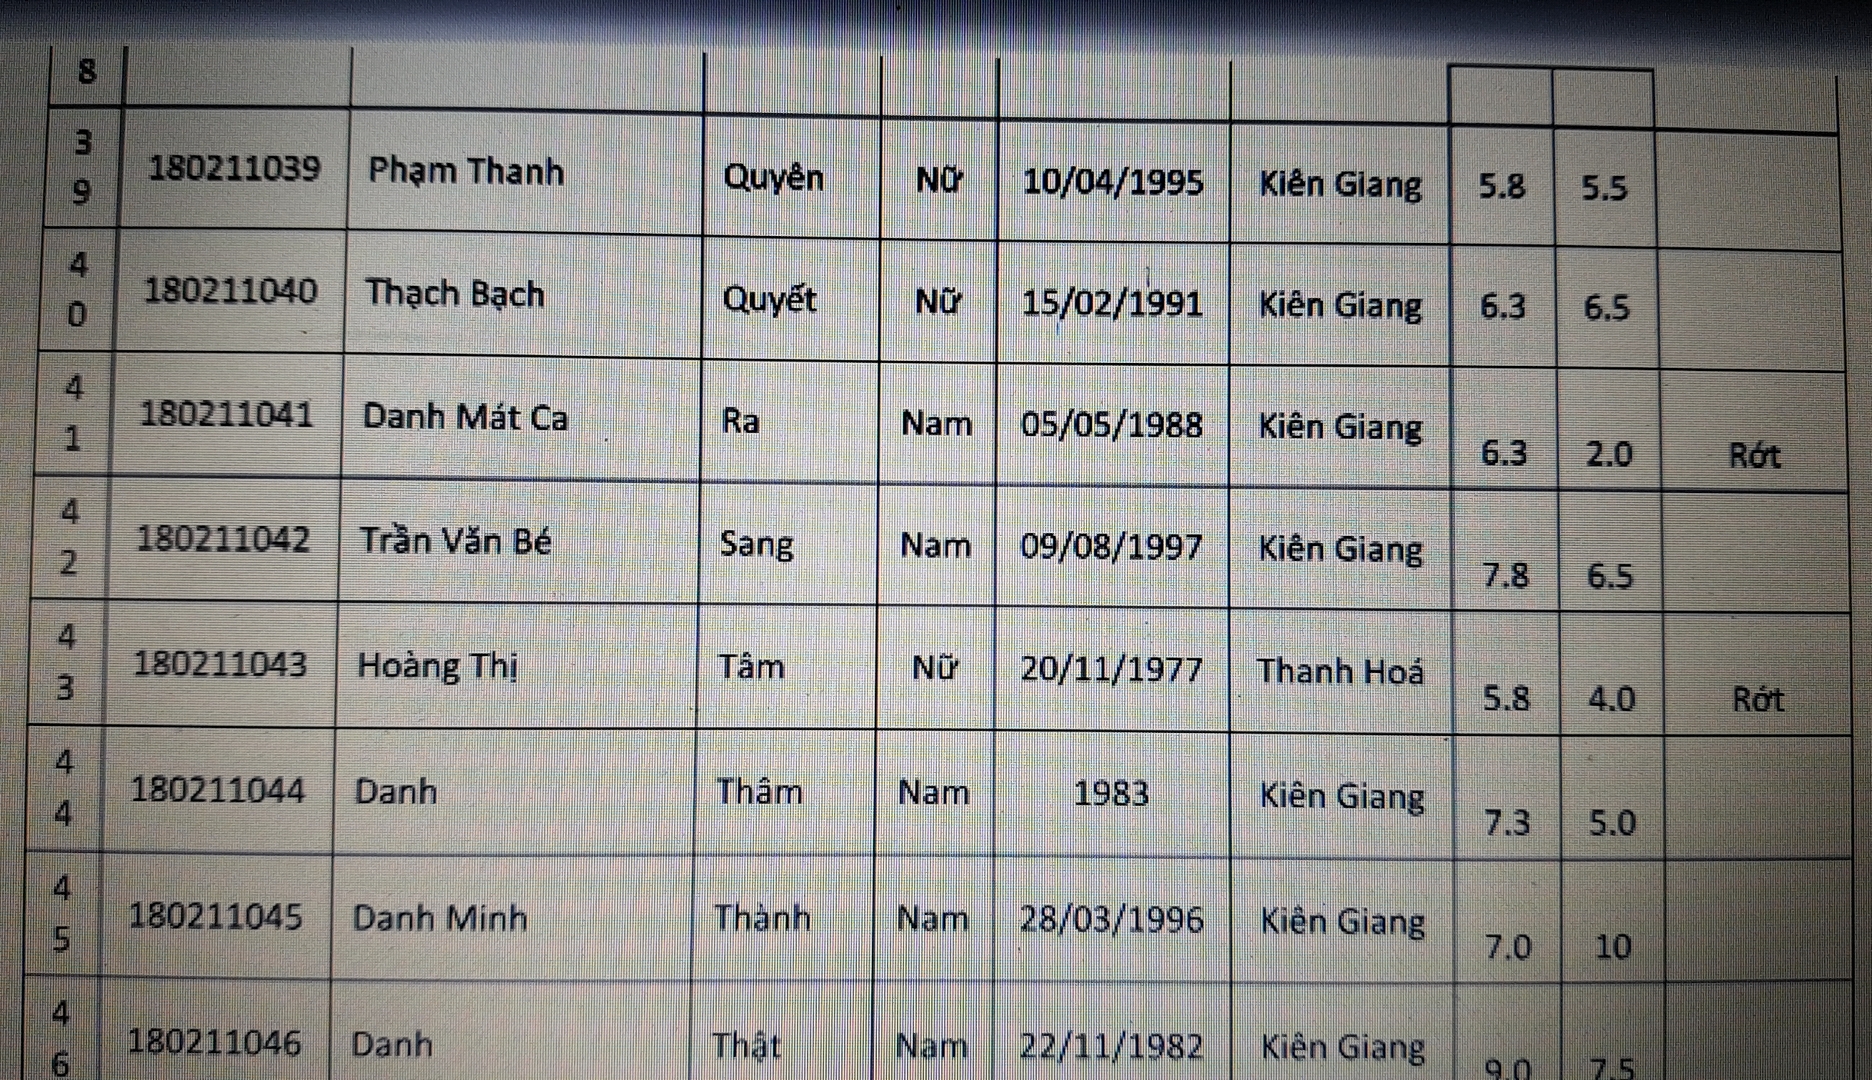 8
39 180211039 Phạm Thanh Quyên Nữ 10/04/1995 Kiên Giang 5.8 5.5
40 180211040 Thạch Bạch Quyết Nữ 15/02/1991 Kiên Giang 6.3 6.5
41 180211041 Danh Mát Ca Ra Nam 05/05/1988 Kiên Giang 6.3 2.0 Rớt
42 180211042 Trần Văn Bé Sang Nam 09/08/1997 Kiên Giang 7.8 6.5
43 180211043 Hoàng Thị Tâm Nữ 20/11/1977 Thanh Hoá 5.8 4.0 Rớt
44 180211044 Danh Thâm Nam 1983 Kiên Giang 7.3 5.0
45 180211045 Danh Minh Thành Nam 28/03/1996 Kiên Giang 7.0 10
46 180211046 Danh Thật Nam 22/11/1982 Kiên Giang 9.0 7.5